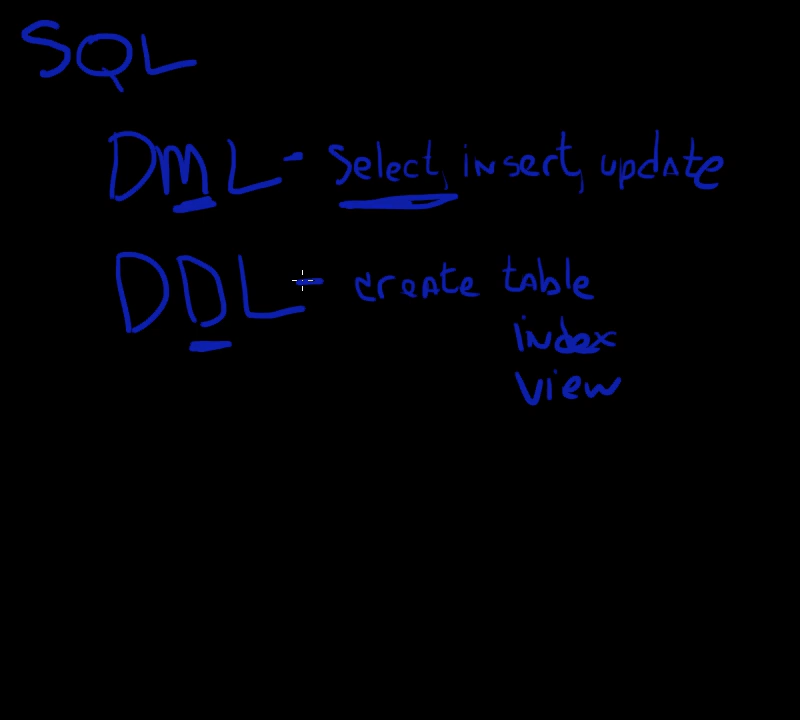 SQL
DML - Select, insert, update
DDL - create table
index
view